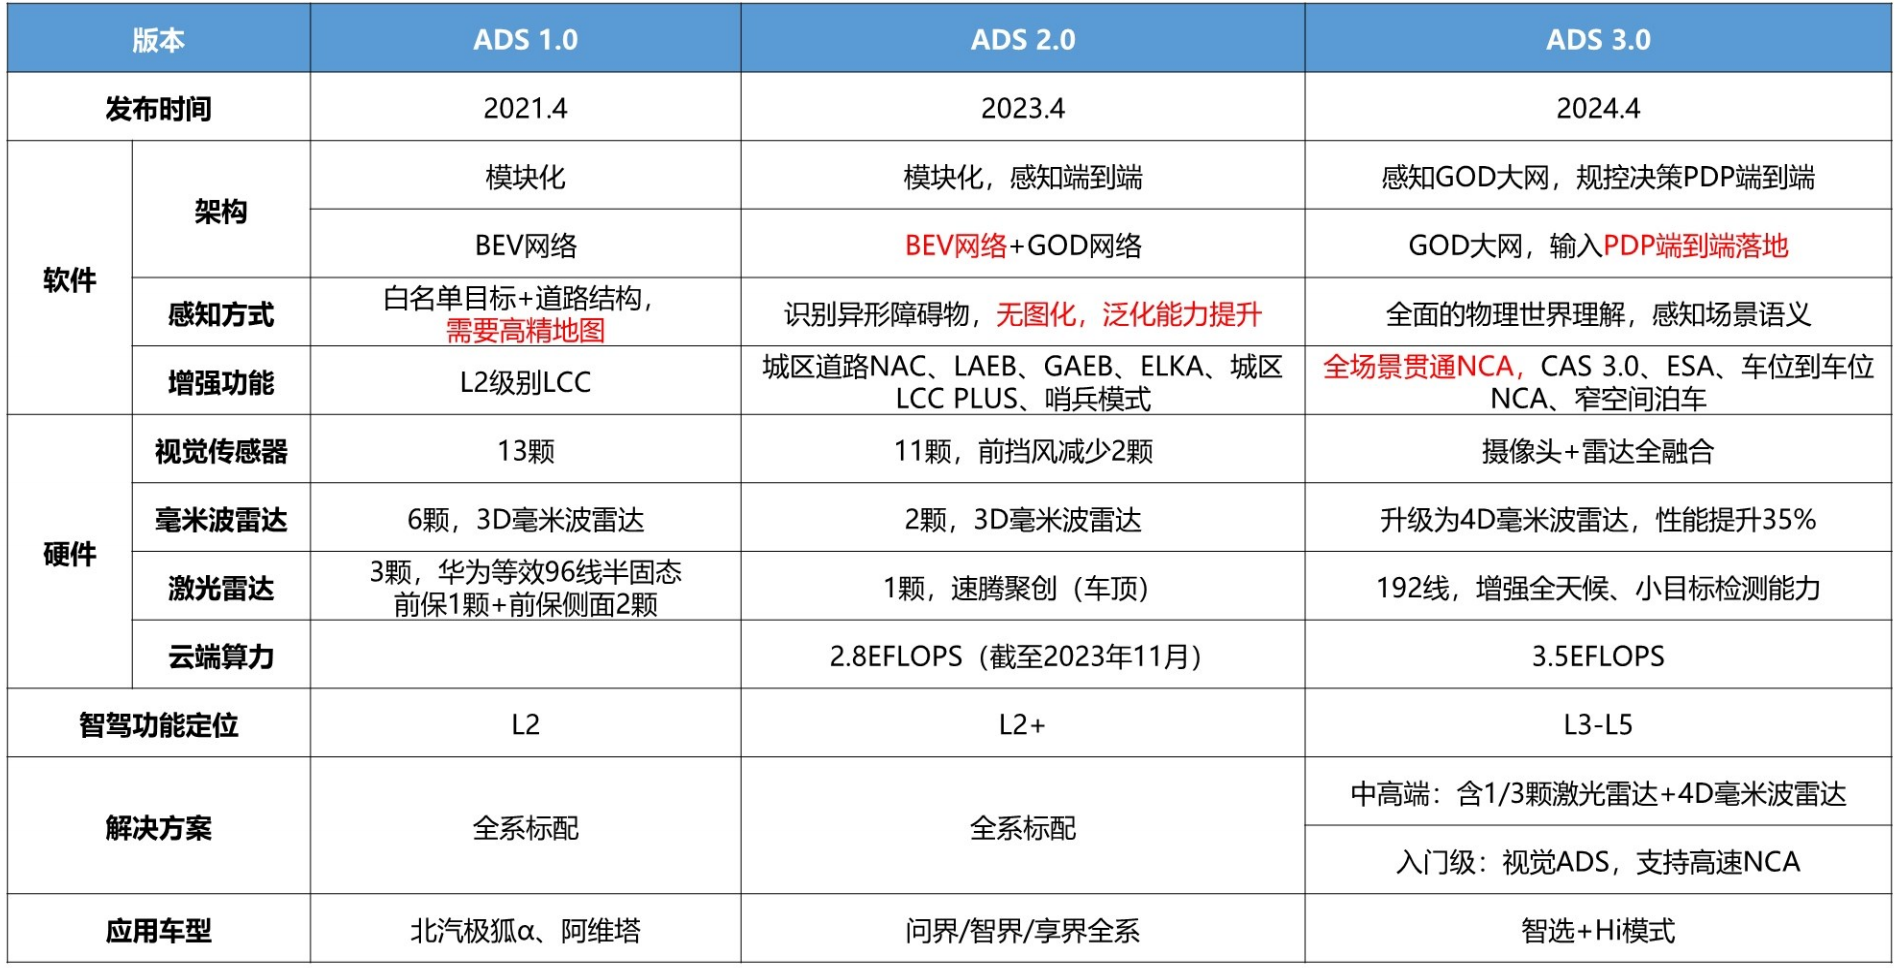 版本
ADS 1.0
ADS 2.0
ADS 3.0
发布时间
2021.4
2023.4
2024.4
软件
架构
模块化
模块化，感知端到端
感知GOD大网，规控决策PDP端到端
BEV网络
BEV网络+GOD网络
GOD大网，输入PDP端到端落地
感知方式
白名单目标+道路结构，
需要高精地图
识别异形障碍物，无图化，泛化能力提升
全面的物理世界理解，感知场景语义
增强功能
L2级别LCC
城区道路NAC、LAEB、GAEB、ELKA、城区
LCC PLUS、哨兵模式
全场景贯通NCA，CAS 3.0、ESA、车位到车位
NCA、窄空间泊车
硬件
视觉传感器
13颗
11颗，前挡风减少2颗
摄像头+雷达全融合
毫米波雷达
6颗，3D毫米波雷达
2颗，3D毫米波雷达
升级为4D毫米波雷达，性能提升35%
激光雷达
3颗，华为等效96线半固态
前保1颗+前保侧面2颗
1颗，速腾聚创（车顶）
192线，增强全天候、小目标检测能力
云端算力
2.8EFLOPS（截至2023年11月）
3.5EFLOPS
智驾功能定位
L2
L2+
L3-L5
解决方案
全系标配
全系标配
中高端：含1/3颗激光雷达+4D毫米波雷达
入门级：视觉ADS，支持高速NCA
应用车型
北汽极狐α、阿维塔
问界/智界/享界全系
智选+Hi模式